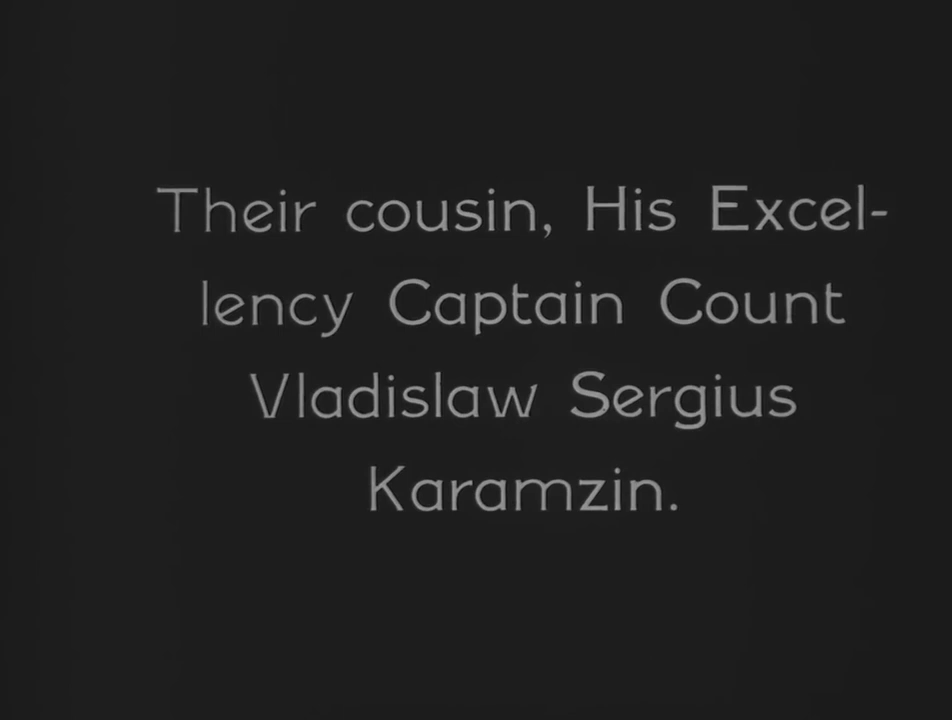 Their cousin, His Excel-
lency Captain Count
Vladislaw Sergius
Karamzin.